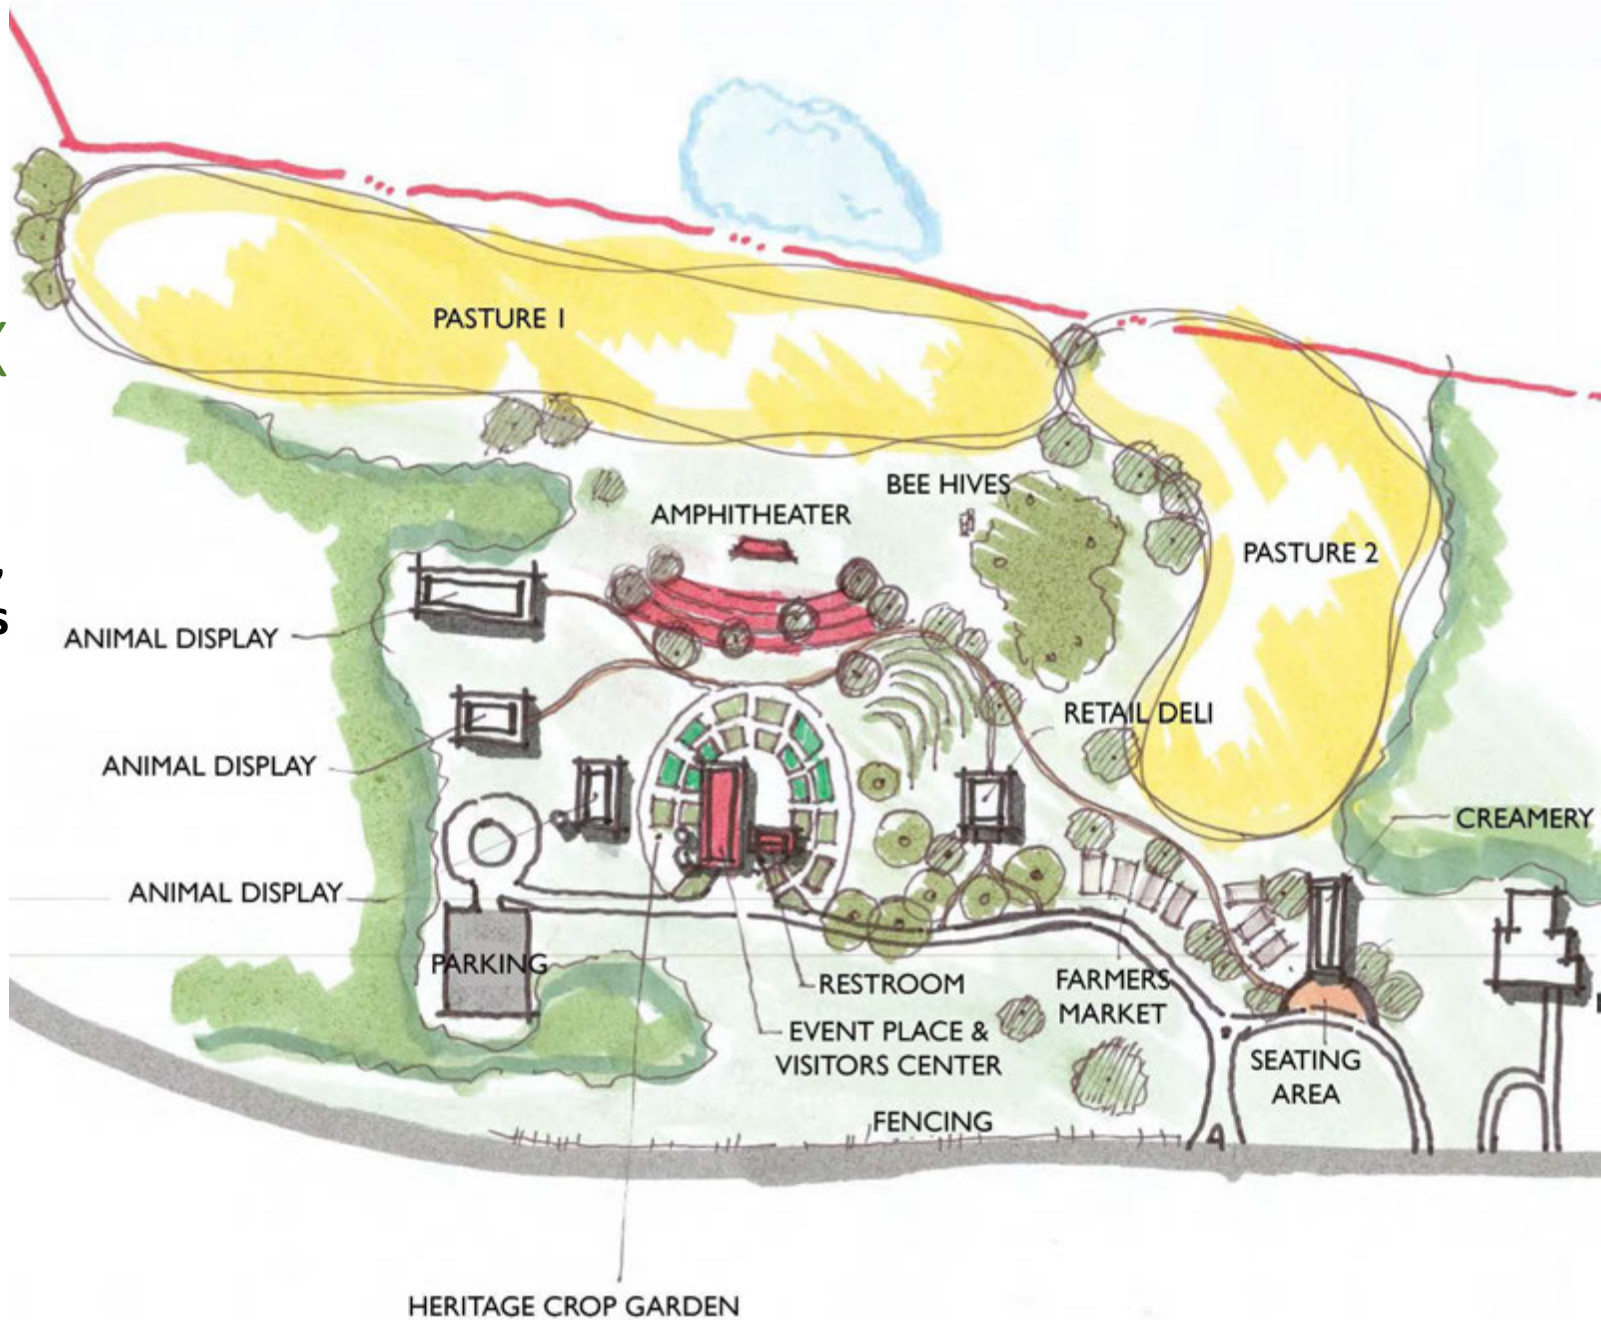 PASTURE 1
BEE HIVES
AMPHITHEATER
PASTURE 2
ANIMAL DISPLAY
RETAIL DELI
ANIMAL DISPLAY
CREAMERY
ANIMAL DISPLAY
PARKING
RESTROOM
FARMERS
MARKET
EVENT PLACE &
VISITORS CENTER
SEATING
AREA
FENCING
HERITAGE CROP GARDEN